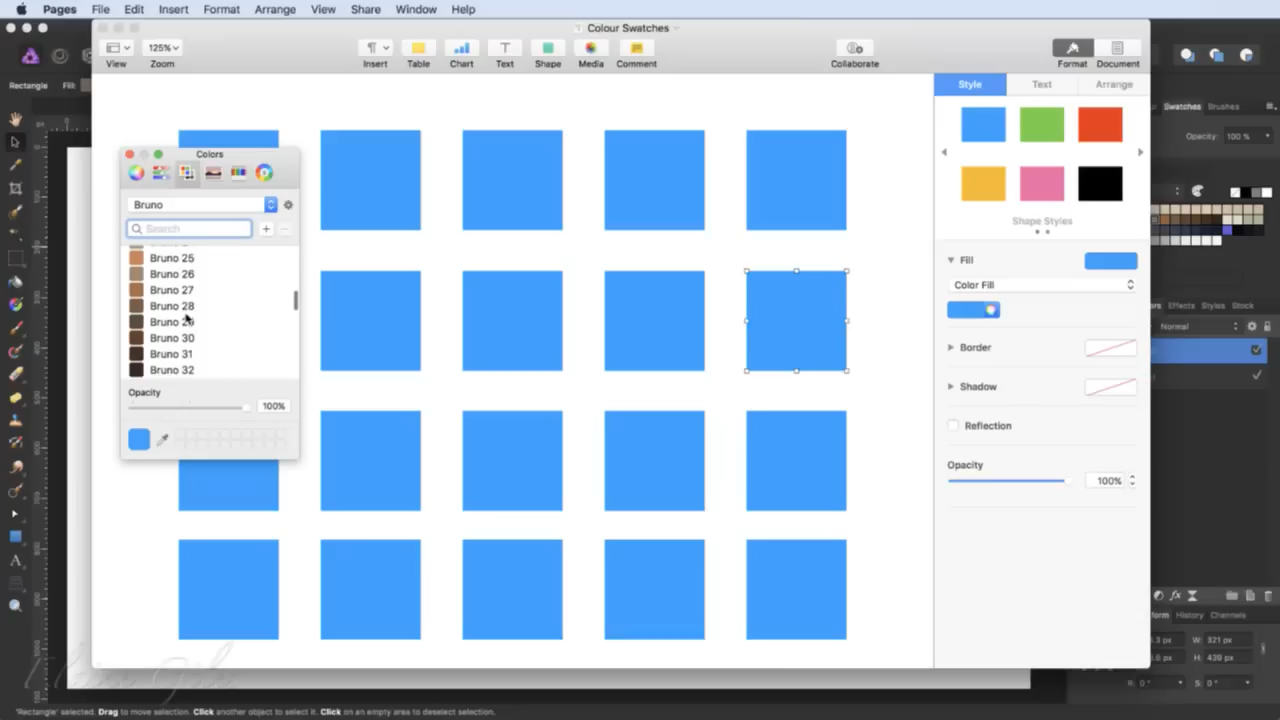 Pages File Edit Insert Format Arrange View Share Window Help
Colour Swatches
125%
View Zoom Insert Table Chart Text Shape Media Comment Collaborate Format Document
Rectangle Fill:
Colors
Bruno
Search
Bruno 25
Bruno 26
Bruno 27
Bruno 28
Bruno 29
Bruno 30
Bruno 31
Bruno 32
Opacity
100%
Style Text Arrange
Shape Styles
Fill
Color Fill
Border
Shadow
Reflection
Opacity
100%
Swatches Brushes
Opacity: 100 %
Effects Styles Stock
Normal
History Channels
W: 321 px
H: 439 px
R: 0 °
S: 0 °
'Rectangle' selected. Drag to move selection. Click another object to select it. Click on an empty area to deselect selection.